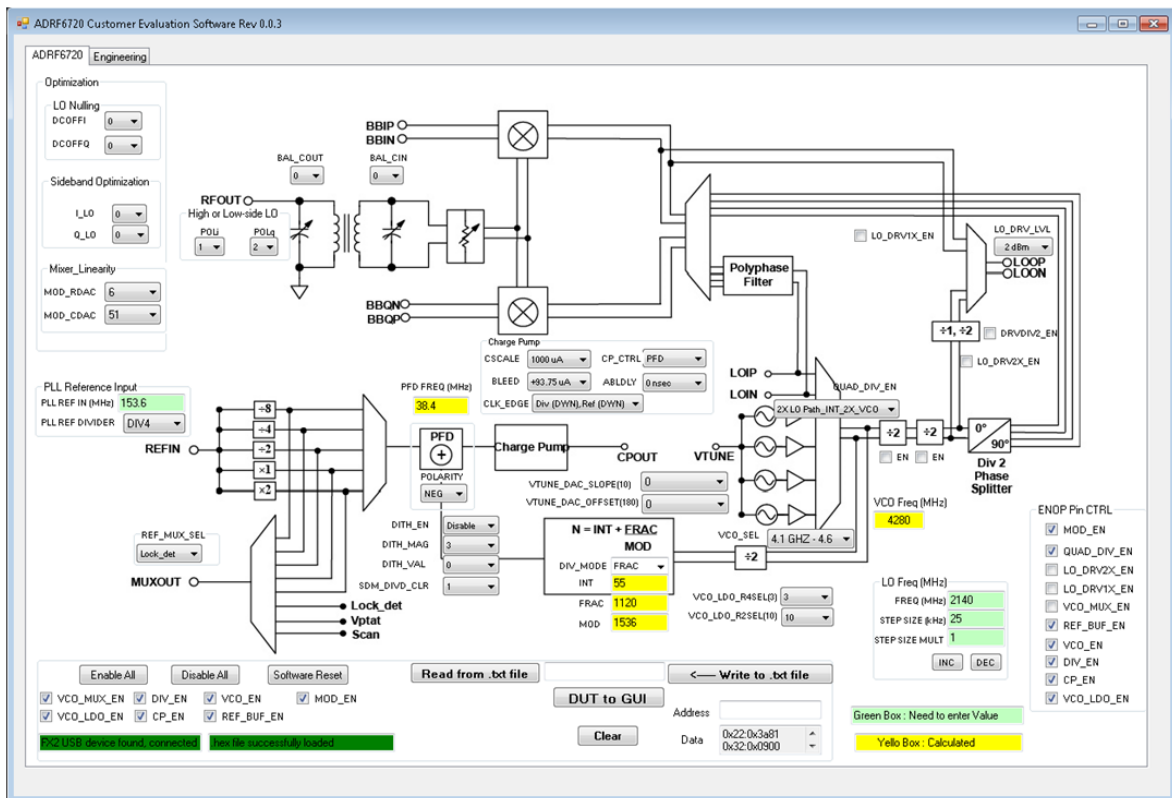 ADRF6720 Customer Evaluation Software Rev 0.0.3
ADRF6720 Engineering
Optimization
LO Nulling
DCOFFI 0
DCOFFQ 0
Sideband Optimization
I_LO 0
Q_LO 0
Mixer_Linearity
MOD_RDAC 6
MOD_CDAC 51
BAL_COUT
0
BAL_CIN
0
RFOUT
High or Low-side LO
POLi POLq
1 2
BBIP
BBIN
BBQN
BBQP
Polyphase
Filter
LO_DRV1X_EN
LO_DRV_LVL
2 dBm
LOOP
LOON
÷1, ÷2
DRVDIV2_EN
LO_DRV2X_EN
Charge Pump
CSCALE 1000 uA CP_CTRL PFD
BLEED +93.75 uA ABLDLY 0 nsec
CLK_EDGE Div (DWN),Ref (DWN)
LOIP
LOIN
QUAD_DIV_EN
2X LO Path_INT_2X_VCO
÷2 ÷2
EN EN
0°
90°
Div 2
Phase
Splitter
PLL Reference Input
PLL REF IN (MHz) 153.6
PLL REF DIVIDER DIV4
REFIN
÷8
÷4
÷2
×1
×2
PFD FREQ (MHz)
38.4
PFD
+
POLARITY
NEG
Charge Pump
CPOUT
VTUNE
VTUNE_DAC_SLOPE(10) 0
VTUNE_DAC_OFFSET(180) 0
VCO_SEL 4.1 GHZ - 4.6
÷2
VCO Freq (MHz)
4280
REF_MUX_SEL
Lock_det
MUXOUT
Lock_det
Vptat
Scan
DITH_EN Disable
DITH_MAG 3
DITH_VAL 0
SDM_DIVD_CLR 1
N = INT + FRAC
MOD
DIV_MODE FRAC
INT 55
FRAC 1120
MOD 1536
VCO_LDO_R4SEL(3) 3
VCO_LDO_R2SEL(10) 10
LO Freq (MHz)
FREQ (MHz) 2140
STEP SIZE (kHz) 25
STEP SIZE MULT 1
INC DEC
ENOP Pin CTRL
MOD_EN
QUAD_DIV_EN
LO_DRV2X_EN
LO_DRV1X_EN
VCO_MUX_EN
REF_BUF_EN
VCO_EN
DIV_EN
CP_EN
VCO_LDO_EN
Enable All Disable All Software Reset
VCO_MUX_EN DIV_EN VCO_EN MOD_EN
VCO_LDO_EN CP_EN REF_BUF_EN
FX2 USB device found, connected hex file successfully loaded
Read from .txt file <--- Write to .txt file
DUT to GUI
Clear
Address
Data 0x22:0x3a81
0x32:0x0900
Green Box : Need to enter Value
Yello Box : Calculated